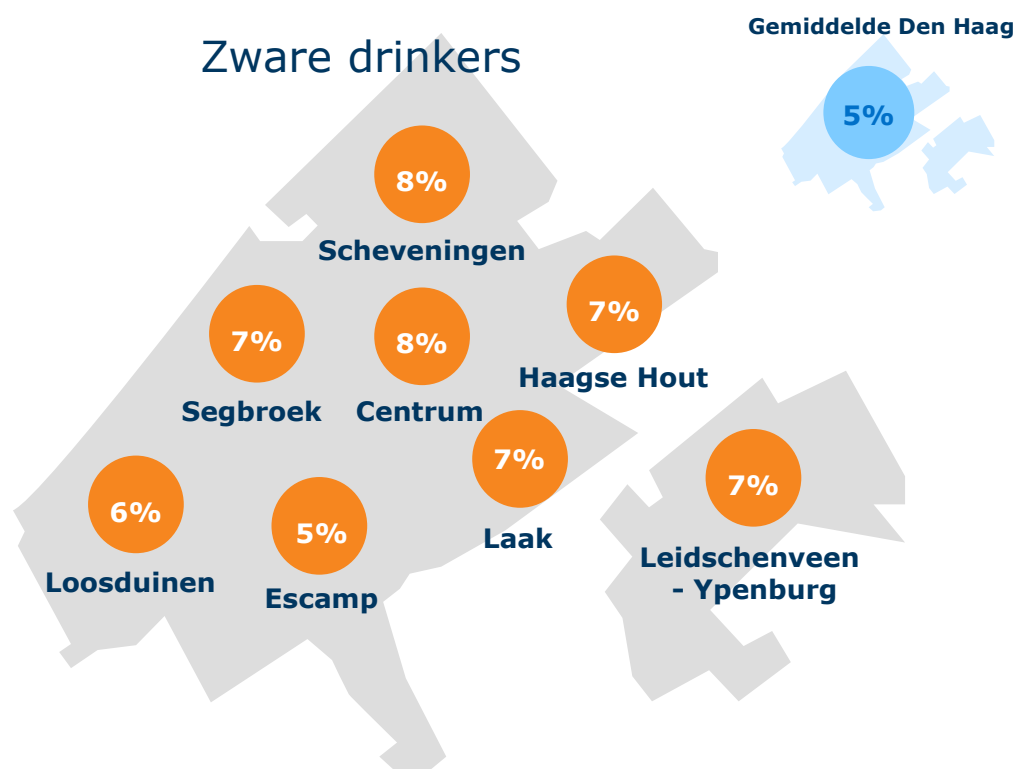 Zware drinkers
Gemiddelde Den Haag
5%
8%
Scheveningen
7%
Segbroek
8%
Centrum
7%
Haagse Hout
6%
Loosduinen
5%
Escamp
7%
Laak
7%
Leidschenveen
- Ypenburg